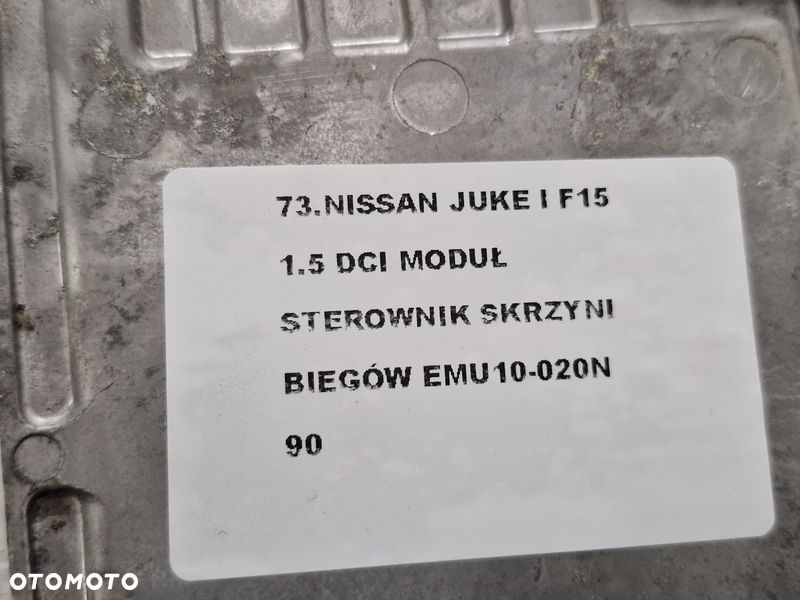 73.NISSAN JUKE I F15
1.5 DCI MODUŁ
STEROWNIK SKRZYNI
BIEGÓW EMU10-020N
90
OTOMOTO